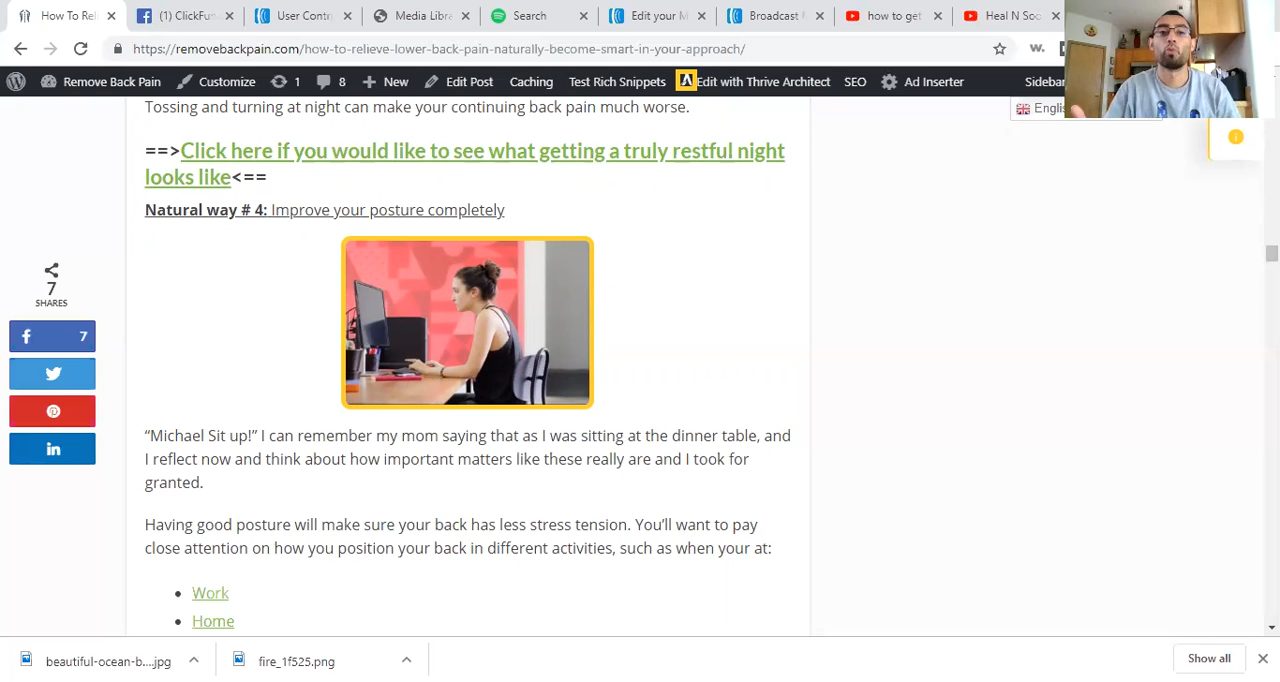 How To Reli
(1) ClickFun
User Contr
Media Libre
Search
Edit your M
Broadcast
how to get
Heal N Soo
https://removebackpain.com/how-to-relieve-lower-back-pain-naturally-become-smart-in-your-approach/
Remove Back Pain
Customize
1
8
New
Edit Post
Caching
Test Rich Snippets
Edit with Thrive Architect
SEO
Ad Inserter
Sidebar
Tossing and turning at night can make your continuing back pain much worse.
Engli
==>Click here if you would like to see what getting a truly restful night
looks like<==
Natural way # 4: Improve your posture completely
7
SHARES
7
“Michael Sit up!” I can remember my mom saying that as I was sitting at the dinner table, and
I reflect now and think about how important matters like these really are and I took for
granted.
Having good posture will make sure your back has less stress tension. You’ll want to pay
close attention on how you position your back in different activities, such as when your at:
• Work
• Home
beautiful-ocean-b....jpg
fire_1f525.png
Show all